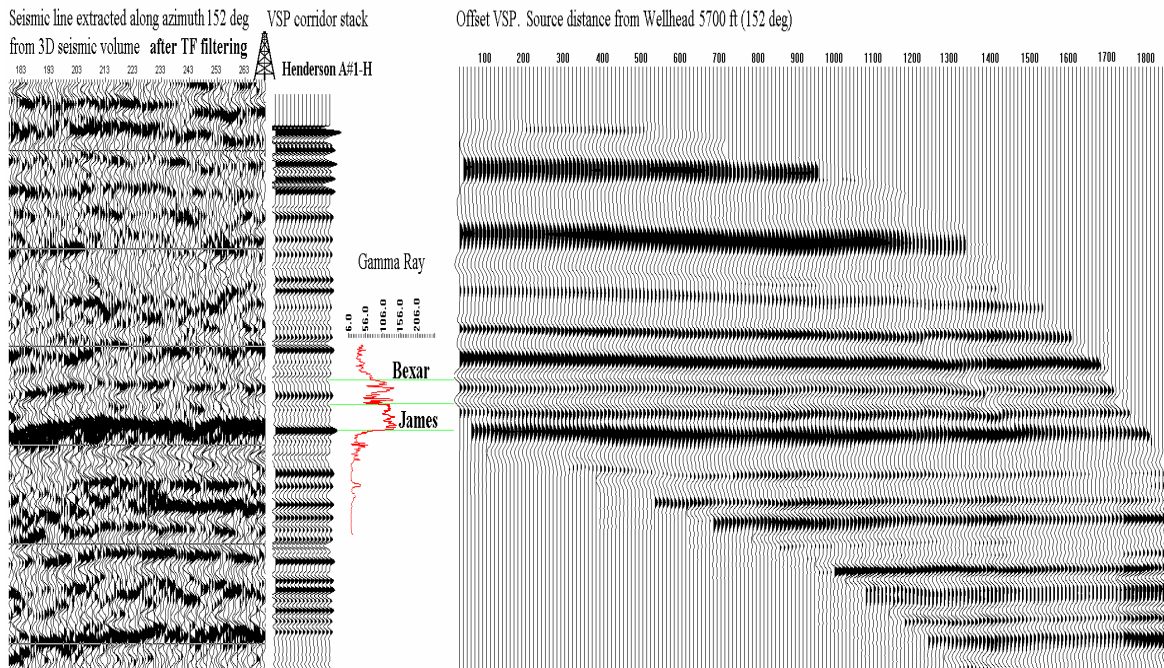 Seismic line extracted along azimuth 152 deg
from 3D seismic volume after TF filtering
VSP corridor stack
Offset VSP. Source distance from Wellhead 5700 ft (152 deg)
Henderson A#1-H
183 193 203 213 223 233 243 253 263
100 200 300 400 500 600 700 800 900 1000 1100 1200 1300 1400 1500 1600 1700 1800
Gamma Ray
6.0 56.0 106.0 156.0 206.0
Bexar
James